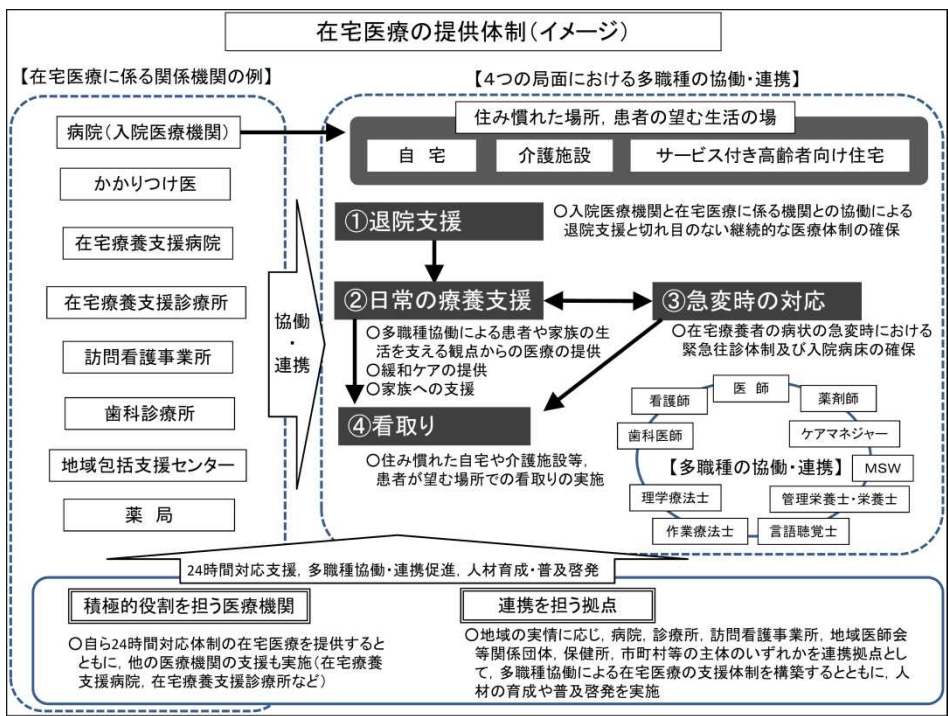 在宅医療の提供体制(イメージ)
【在宅医療に係る関係機関の例】
病院(入院医療機関)
かかりつけ医
在宅療養支援病院
在宅療養支援診療所
訪問看護事業所
歯科診療所
地域包括支援センター
薬 局
協働
・
連携
【4つの局面における多職種の協働・連携】
住み慣れた場所,患者の望む生活の場
自 宅
介護施設
サービス付き高齢者向け住宅
①退院支援
○入院医療機関と在宅医療に係る機関との協働による
退院支援と切れ目のない継続的な医療体制の確保
②日常の療養支援
○多職種協働による患者や家族の生
活を支える観点からの医療の提供
○緩和ケアの提供
○家族への支援
③急変時の対応
○在宅療養者の病状の急変時における
緊急往診体制及び入院病床の確保
④看取り
○住み慣れた自宅や介護施設等,
患者が望む場所での看取りの実施
医 師
看護師
薬剤師
歯科医師
ケアマネジャー
【多職種の協働・連携】
MSW
理学療法士
管理栄養士・栄養士
作業療法士
言語聴覚士
24時間対応支援,多職種協働・連携促進,人材育成・普及啓発
積極的役割を担う医療機関
○自ら24時間対応体制の在宅医療を提供すると
ともに,他の医療機関の支援も実施(在宅療養
支援病院,在宅療養支援診療所など)
連携を担う拠点
○地域の実情に応じ,病院,診療所,訪問看護事業所,地域医師会
等関係団体,保健所,市町村等の主体のいずれかを連携拠点とし
て,多職種協働による在宅医療の支援体制を構築するとともに,人
材の育成や普及啓発を実施